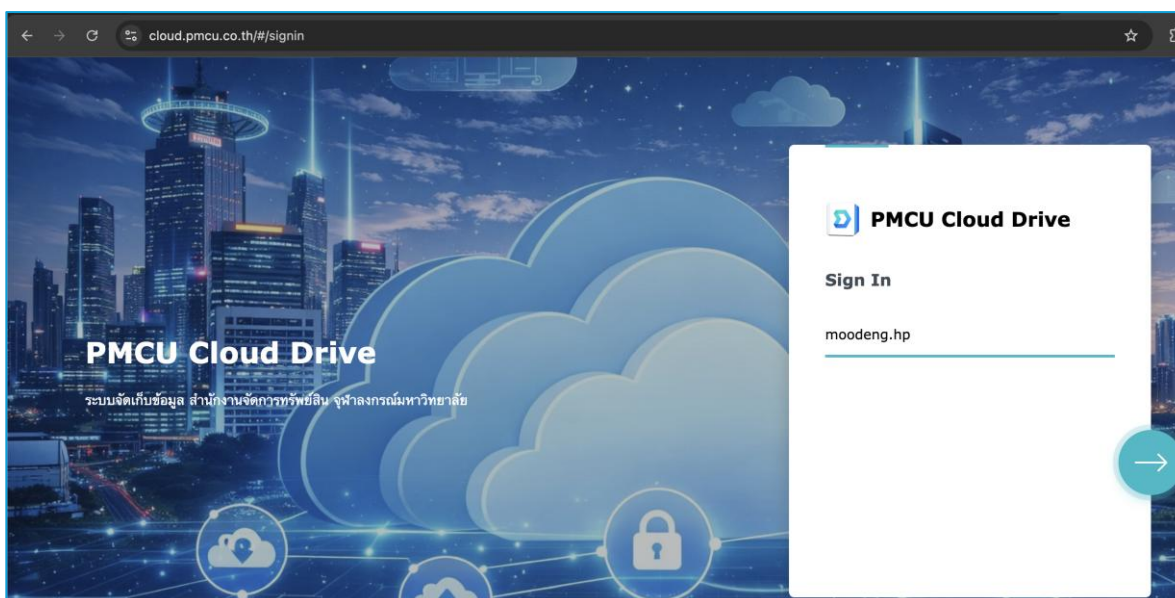 cloud.pmcu.co.th/#/signin
PMCU Cloud Drive
ระบบจัดเก็บข้อมูล สำนักงานจัดการทรัพย์สิน จุฬาลงกรณ์มหาวิทยาลัย
PMCU Cloud Drive
Sign In
moodeng.hp